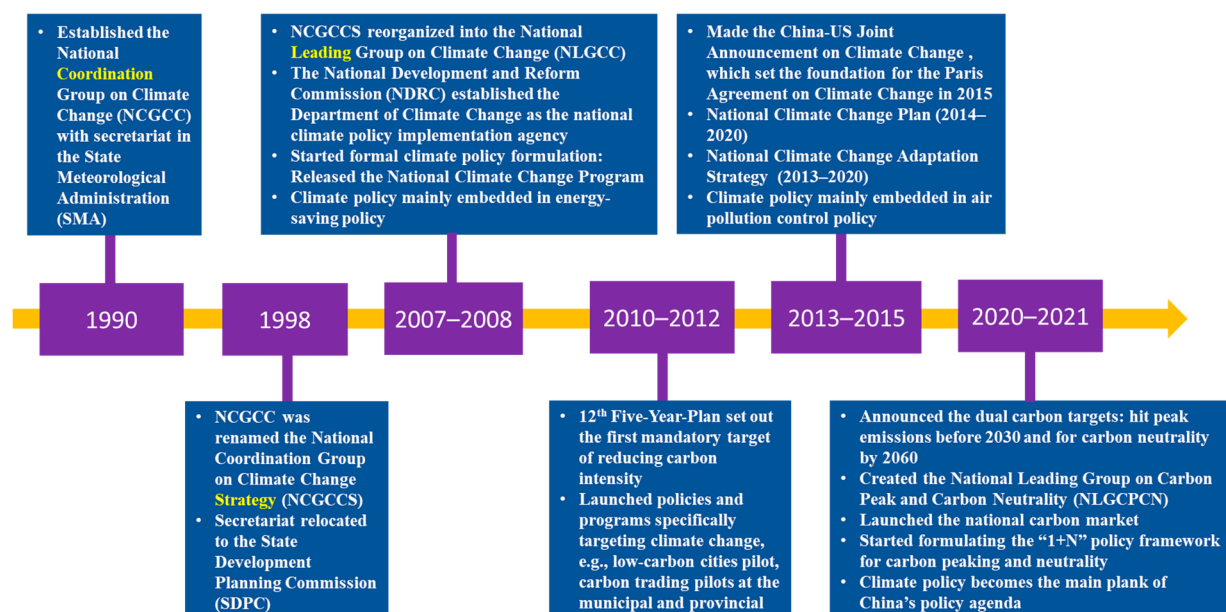 • Established the
National
Coordination
Group on Climate
Change (NCGCC)
with secretariat in
the State
Meteorological
Administration
(SMA)
• NCGCCS reorganized into the National
Leading Group on Climate Change (NLGCC)
• The National Development and Reform
Commission (NDRC) established the
Department of Climate Change as the national
climate policy implementation agency
• Started formal climate policy formulation:
Released the National Climate Change Program
• Climate policy mainly embedded in energy-
saving policy
• Made the China-US Joint
Announcement on Climate Change ,
which set the foundation for the Paris
Agreement on Climate Change in 2015
• National Climate Change Plan (2014–
2020)
• National Climate Change Adaptation
Strategy (2013–2020)
• Climate policy mainly embedded in air
pollution control policy
1990
1998
2007–2008
2010–2012
2013–2015
2020–2021
• NCGCC was
renamed the National
Coordination Group
on Climate Change
Strategy (NCGCCS)
• Secretariat relocated
to the State
Development
Planning Commission
(SDPC)
• 12th Five-Year-Plan set out
the first mandatory target
of reducing carbon
intensity
• Launched policies and
programs specifically
targeting climate change,
e.g., low-carbon cities pilot,
carbon trading pilots at the
municipal and provincial
• Announced the dual carbon targets: hit peak
emissions before 2030 and for carbon neutrality
by 2060
• Created the National Leading Group on Carbon
Peak and Carbon Neutrality (NLGCPCN)
• Launched the national carbon market
• Started formulating the “1+N” policy framework
for carbon peaking and neutrality
• Climate policy becomes the main plank of
China’s policy agenda